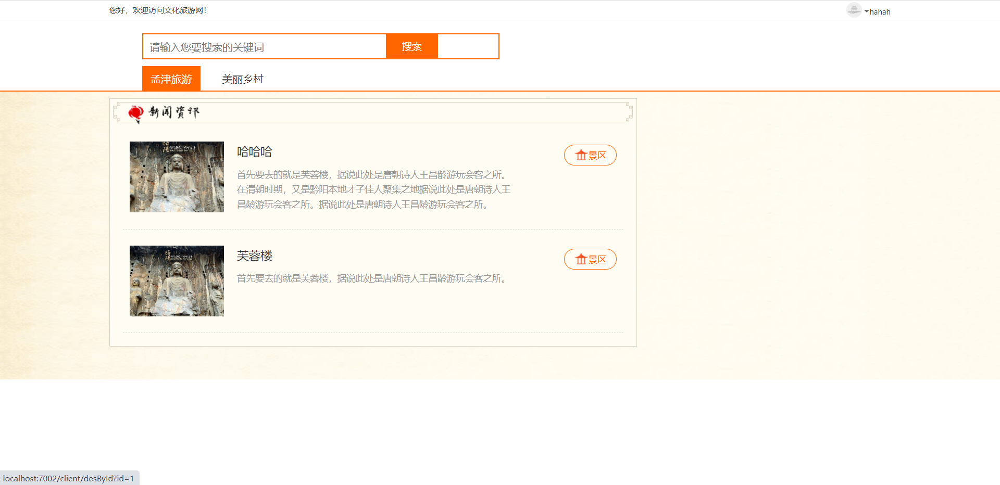 您好，欢迎访问文化旅游网！
hahah
请输入您要搜索的关键词
搜索
孟津旅游
美丽乡村
新闻资讯
哈哈哈
景区
首先要去的就是芙蓉楼，据说此处是唐朝诗人王昌龄游玩会客之所。
在清朝时期，又是黔阳本地才子佳人聚集之地据说此处是唐朝诗人王
昌龄游玩会客之所。据说此处是唐朝诗人王昌龄游玩会客之所。
芙蓉楼
景区
首先要去的就是芙蓉楼，据说此处是唐朝诗人王昌龄游玩会客之所。
localhost:7002/client/desById?id=1